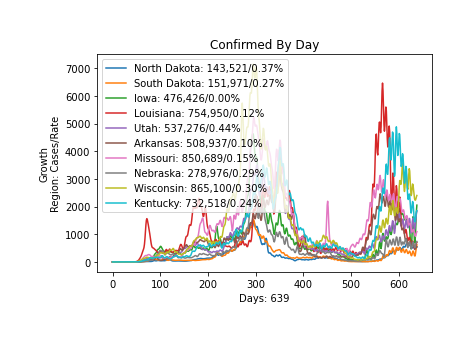 Confirmed By Day
Growth
Region: Cases/Rate
7000
6000
5000
4000
3000
2000
1000
0
North Dakota: 143,521/0.37%
South Dakota: 151,971/0.27%
Iowa: 476,426/0.00%
Louisiana: 754,950/0.12%
Utah: 537,276/0.44%
Arkansas: 508,937/0.10%
Missouri: 850,689/0.15%
Nebraska: 278,976/0.29%
Wisconsin: 865,100/0.30%
Kentucky: 732,518/0.24%
0 100 200 300 400 500 600
Days: 639